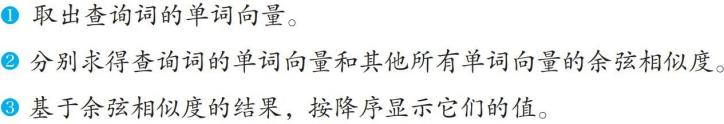 ❶ 取出查询词的单词向量。
❷ 分别求得查询词的单词向量和其他所有单词向量的余弦相似度。
❸ 基于余弦相似度的结果，按降序显示它们的值。